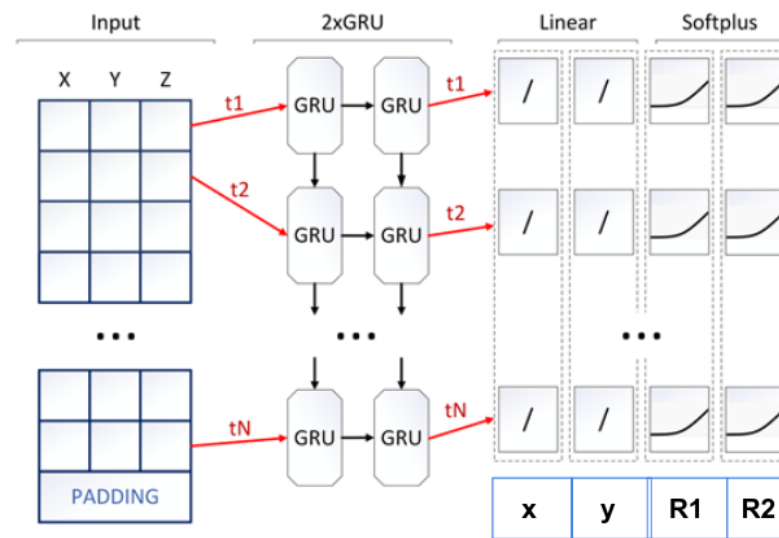 Input 2xGRU Linear Softplus
X Y Z
t1 GRU GRU t1
t2 GRU GRU t2
... ... ...
tN GRU GRU tN
PADDING
x y R1 R2